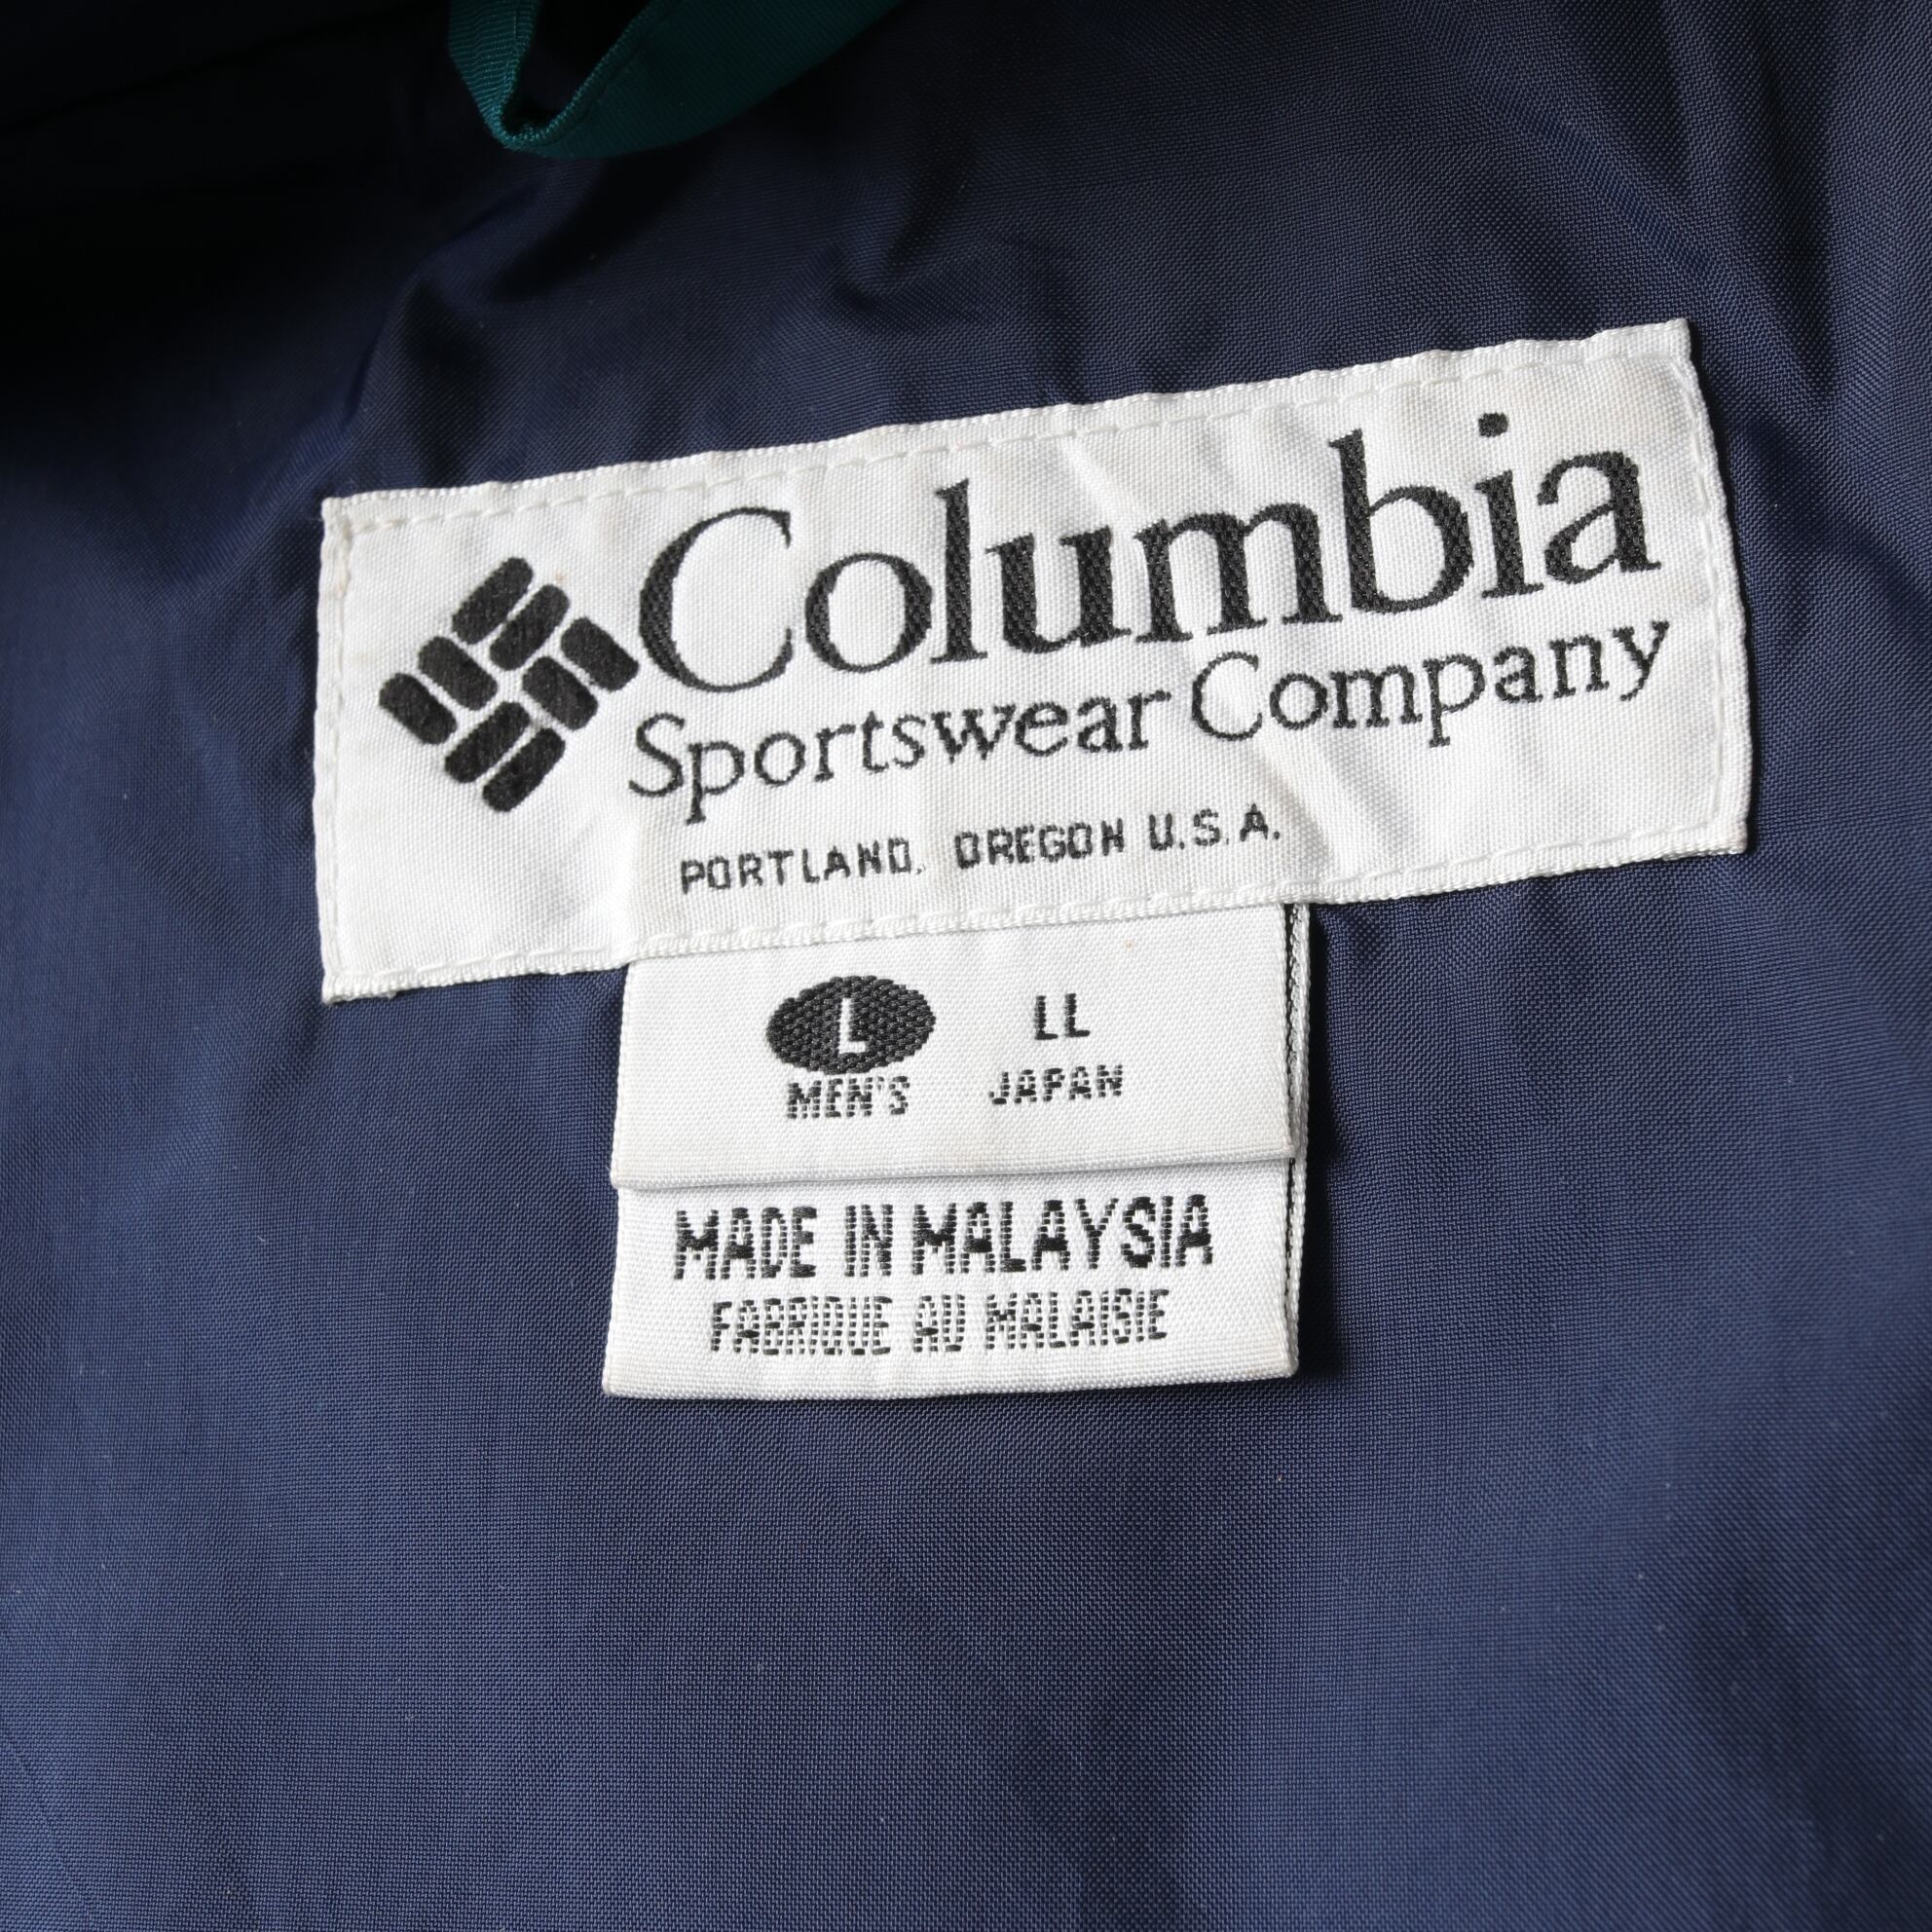 Columbia
Sportswear Company
PORTLAND, OREGON U.S.A.
L LL
MEN'S JAPAN
MADE IN MALAYSIA
FABRIQUE AU MALAISIE